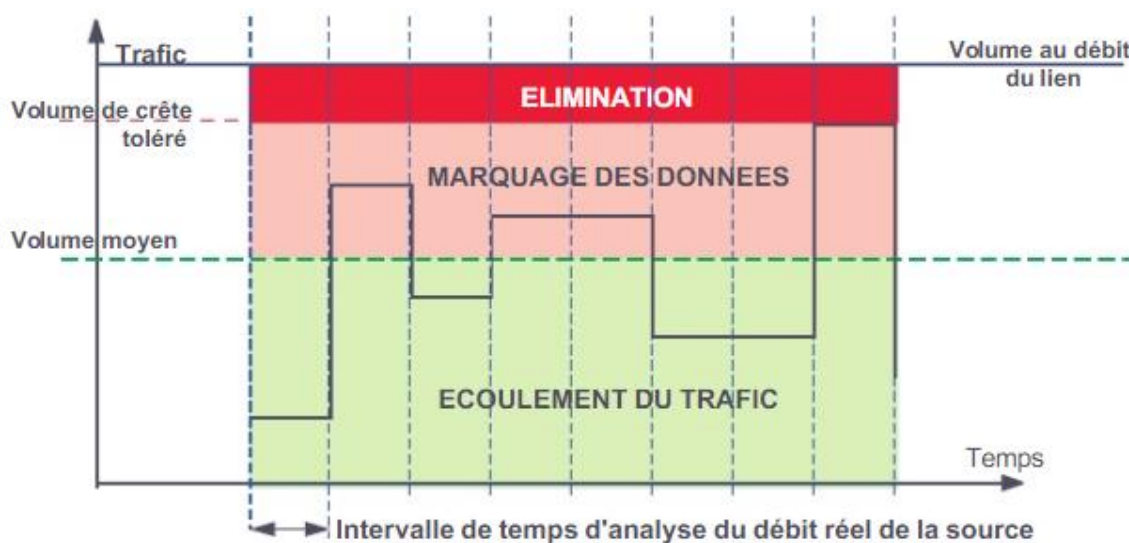 Trafic
Volume au débit
du lien
ELIMINATION
Volume de crête
toléré
MARQUAGE DES DONNEES
Volume moyen
ECOULEMENT DU TRAFIC
Temps
Intervalle de temps d'analyse du débit réel de la source